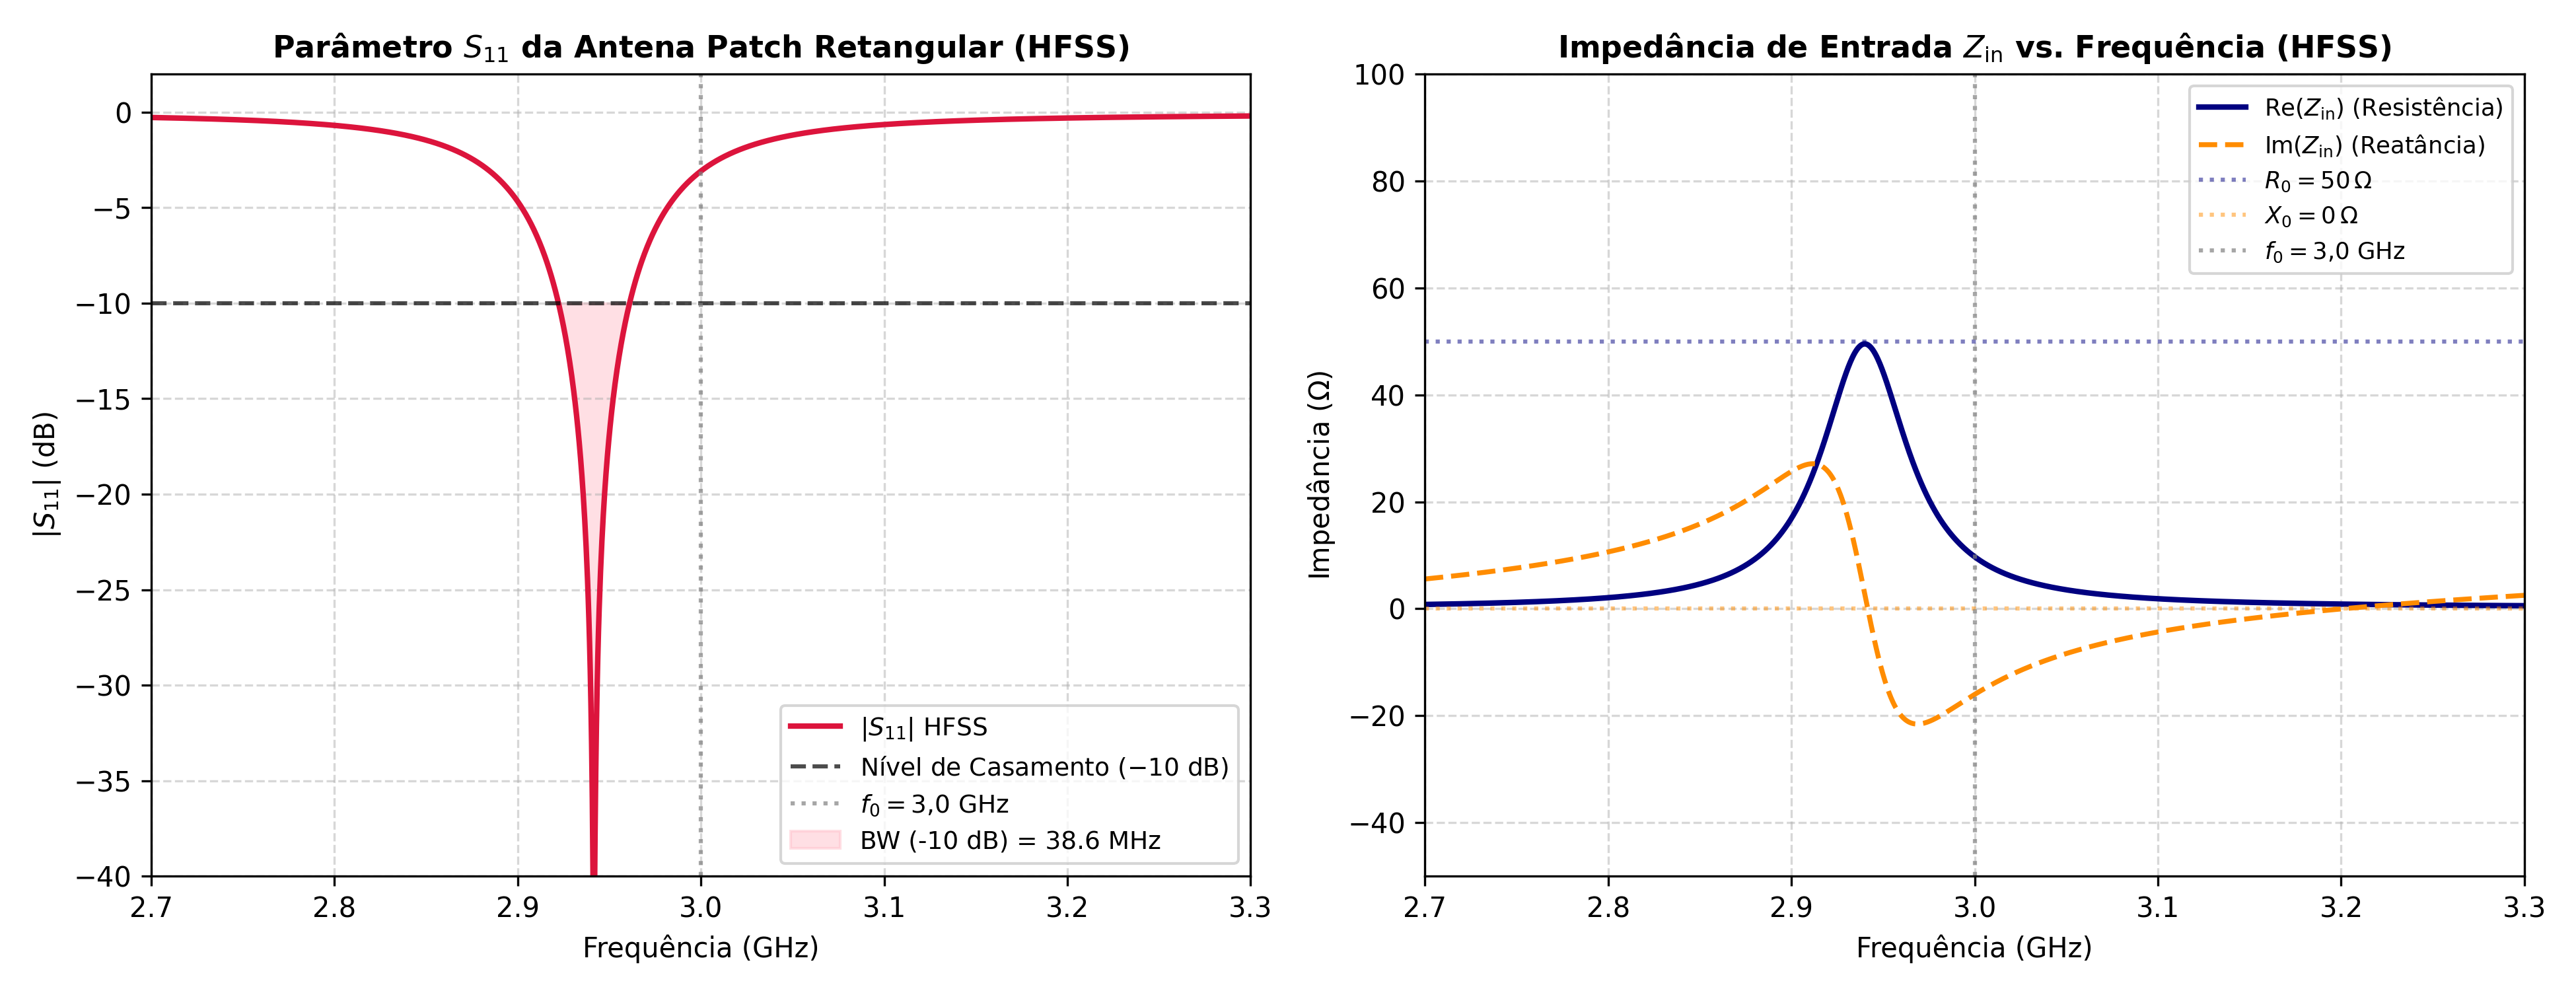 Parâmetro S₁₁ da Antena Patch Retangular (HFSS)
0
−5
−10
−15
−20
−25
−30
−35
−40
|S₁₁| (dB)
2.7
2.8
2.9
3.0
3.1
3.2
3.3
Frequência (GHz)
|S₁₁| HFSS
Nível de Casamento (−10 dB)
f₀ = 3,0 GHz
BW (-10 dB) = 38.6 MHz
Impedância de Entrada Z_in vs. Frequência (HFSS)
100
80
60
40
20
0
−20
−40
Impedância (Ω)
2.7
2.8
2.9
3.0
3.1
3.2
3.3
Frequência (GHz)
Re(Z_in) (Resistência)
Im(Z_in) (Reatância)
R₀ = 50 Ω
X₀ = 0 Ω
f₀ = 3,0 GHz